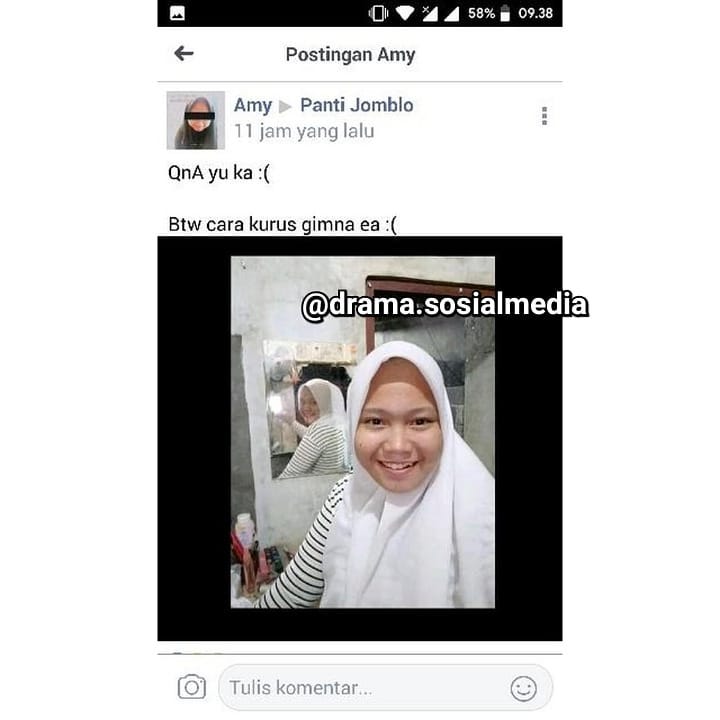 58% 09.38
Postingan Amy
Amy ▶ Panti Jomblo
11 jam yang lalu
QnA yu ka :(
Btw cara kurus gimna ea :(
@drama.sosialmedia
Tulis komentar...